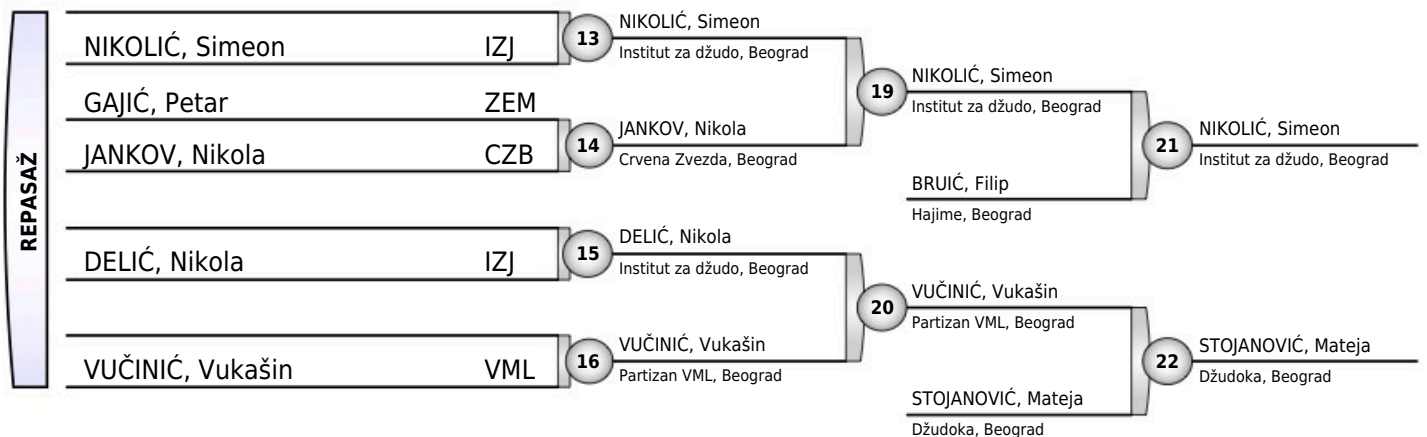 REPASAŽ
NIKOLIĆ, Simeon IZJ
GAJIĆ, Petar ZEM
JANKOV, Nikola CZB
DELIĆ, Nikola IZJ
VUČINIĆ, Vukašin VML
13
NIKOLIĆ, Simeon
Institut za džudo, Beograd
14
JANKOV, Nikola
Crvena Zvezda, Beograd
15
DELIĆ, Nikola
Institut za džudo, Beograd
16
VUČINIĆ, Vukašin
Partizan VML, Beograd
19
NIKOLIĆ, Simeon
Institut za džudo, Beograd
BRUIĆ, Filip
Hajime, Beograd
20
VUČINIĆ, Vukašin
Partizan VML, Beograd
STOJANOVIĆ, Mateja
Džudoka, Beograd
21
NIKOLIĆ, Simeon
Institut za džudo, Beograd
22
STOJANOVIĆ, Mateja
Džudoka, Beograd